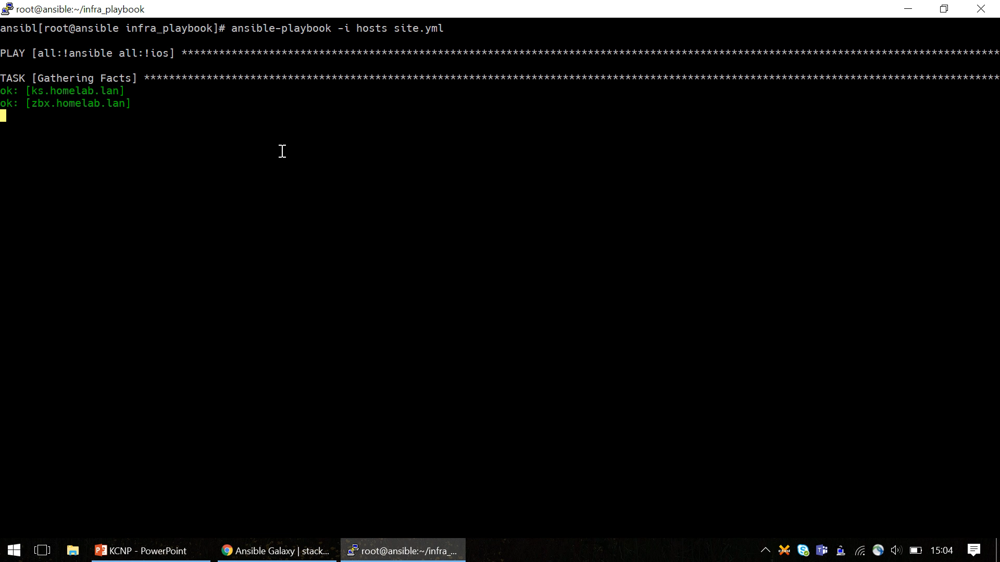 root@ansible:~/infra_playbook
ansibl[root@ansible infra_playbook]# ansible-playbook -i hosts site.yml
PLAY [all:!ansible all:!ios] ***********************************************************************************************************************************
TASK [Gathering Facts] *****************************************************************************************************************************************
ok: [ks.homelab.lan]
ok: [zbx.homelab.lan]
KCNP - PowerPoint
Ansible Galaxy | stack...
root@ansible:~/infra_...
chat
15:04